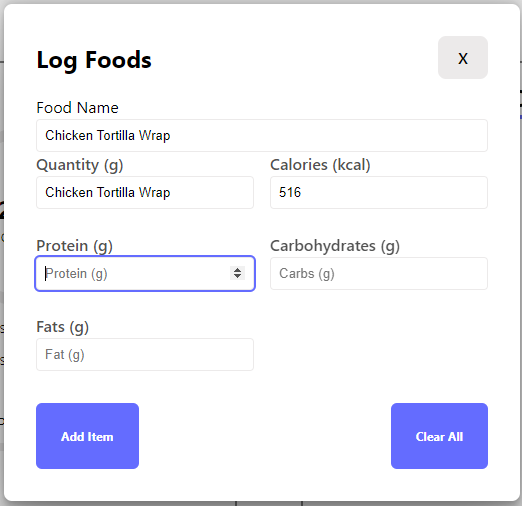 Log Foods
X
Food Name
Chicken Tortilla Wrap
Quantity (g) Calories (kcal)
Chicken Tortilla Wrap 516
Protein (g) Carbohydrates (g)
Protein (g) Carbs (g)
Fats (g)
Fat (g)
Add Item Clear All